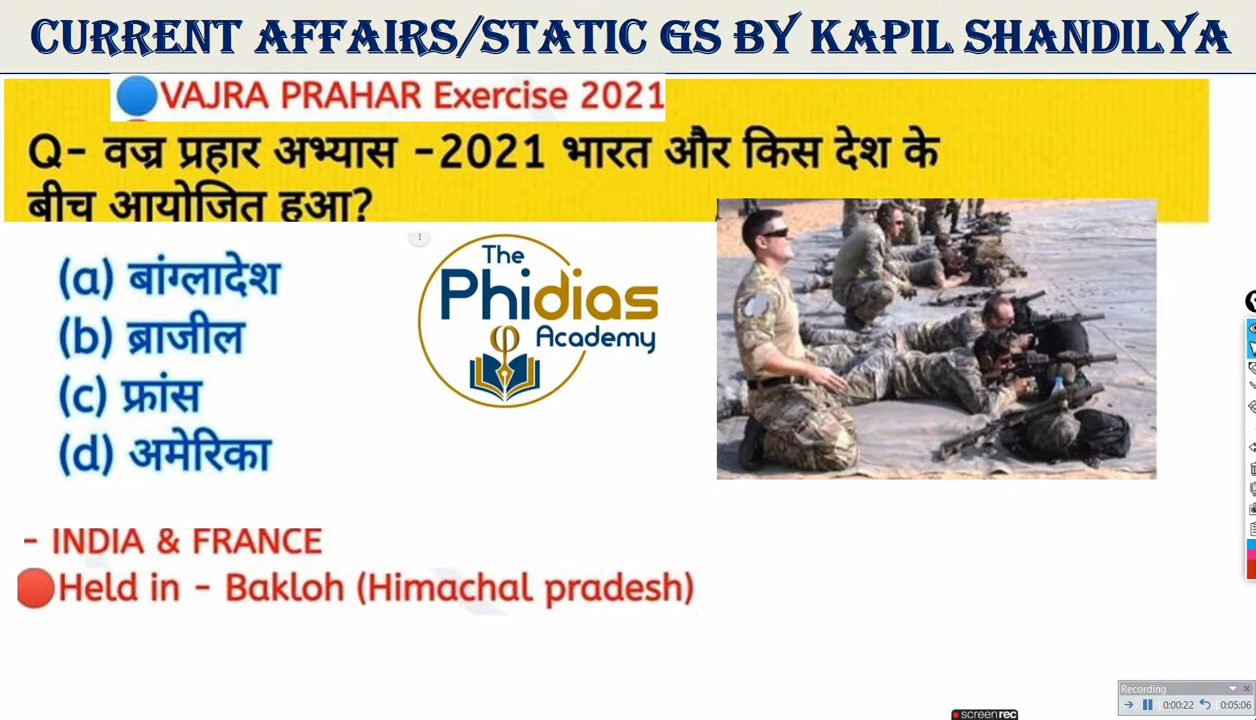 CURRENT AFFAIRS/STATIC GS BY KAPIL SHANDILYA
VAJRA PRAHAR Exercise 2021
Q- वज्र प्रहार अभ्यास -2021 भारत और किस देश के
बीच आयोजित हुआ?
(a) बांग्लादेश
(b) ब्राजील
(c) फ्रांस
(d) अमेरिका
The
Phidias
φ Academy
- INDIA & FRANCE
Held in - Bakloh (Himachal pradesh)
Recording
0:00:22 0:05:06
screenrec